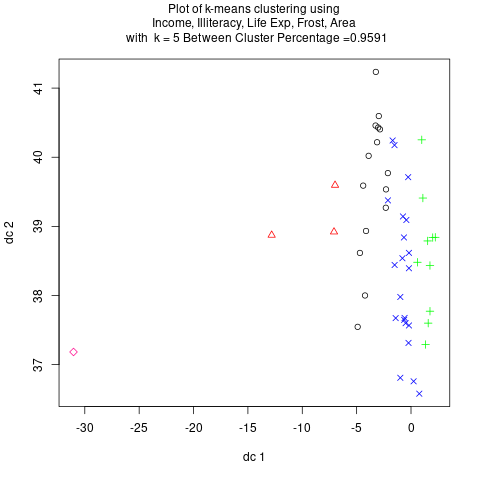 Plot of k-means clustering using
Income, Illiteracy, Life Exp, Frost, Area
with  k = 5 Between Cluster Percentage =0.9591
41
40
39
38
37
dc 2
-30
-25
-20
-15
-10
-5
0
dc 1